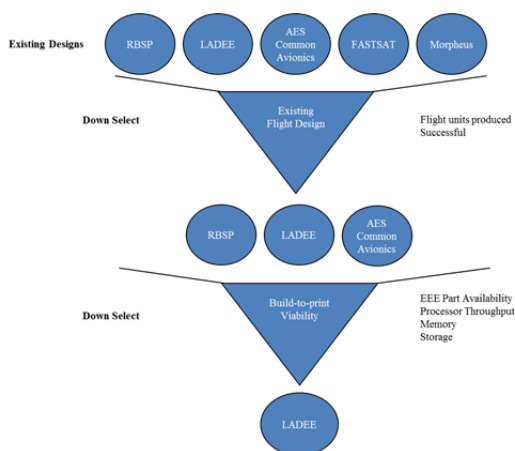 Existing Designs
RBSP
LADEE
AES
Common
Avionics
FASTSAT
Morpheus
Down Select
Existing
Flight Design
Flight units produced
Successful
RBSP
LADEE
AES
Common
Avionics
Down Select
Build-to-print
Viability
EEE Part Availability
Processor Throughput
Memory
Storage
LADEE